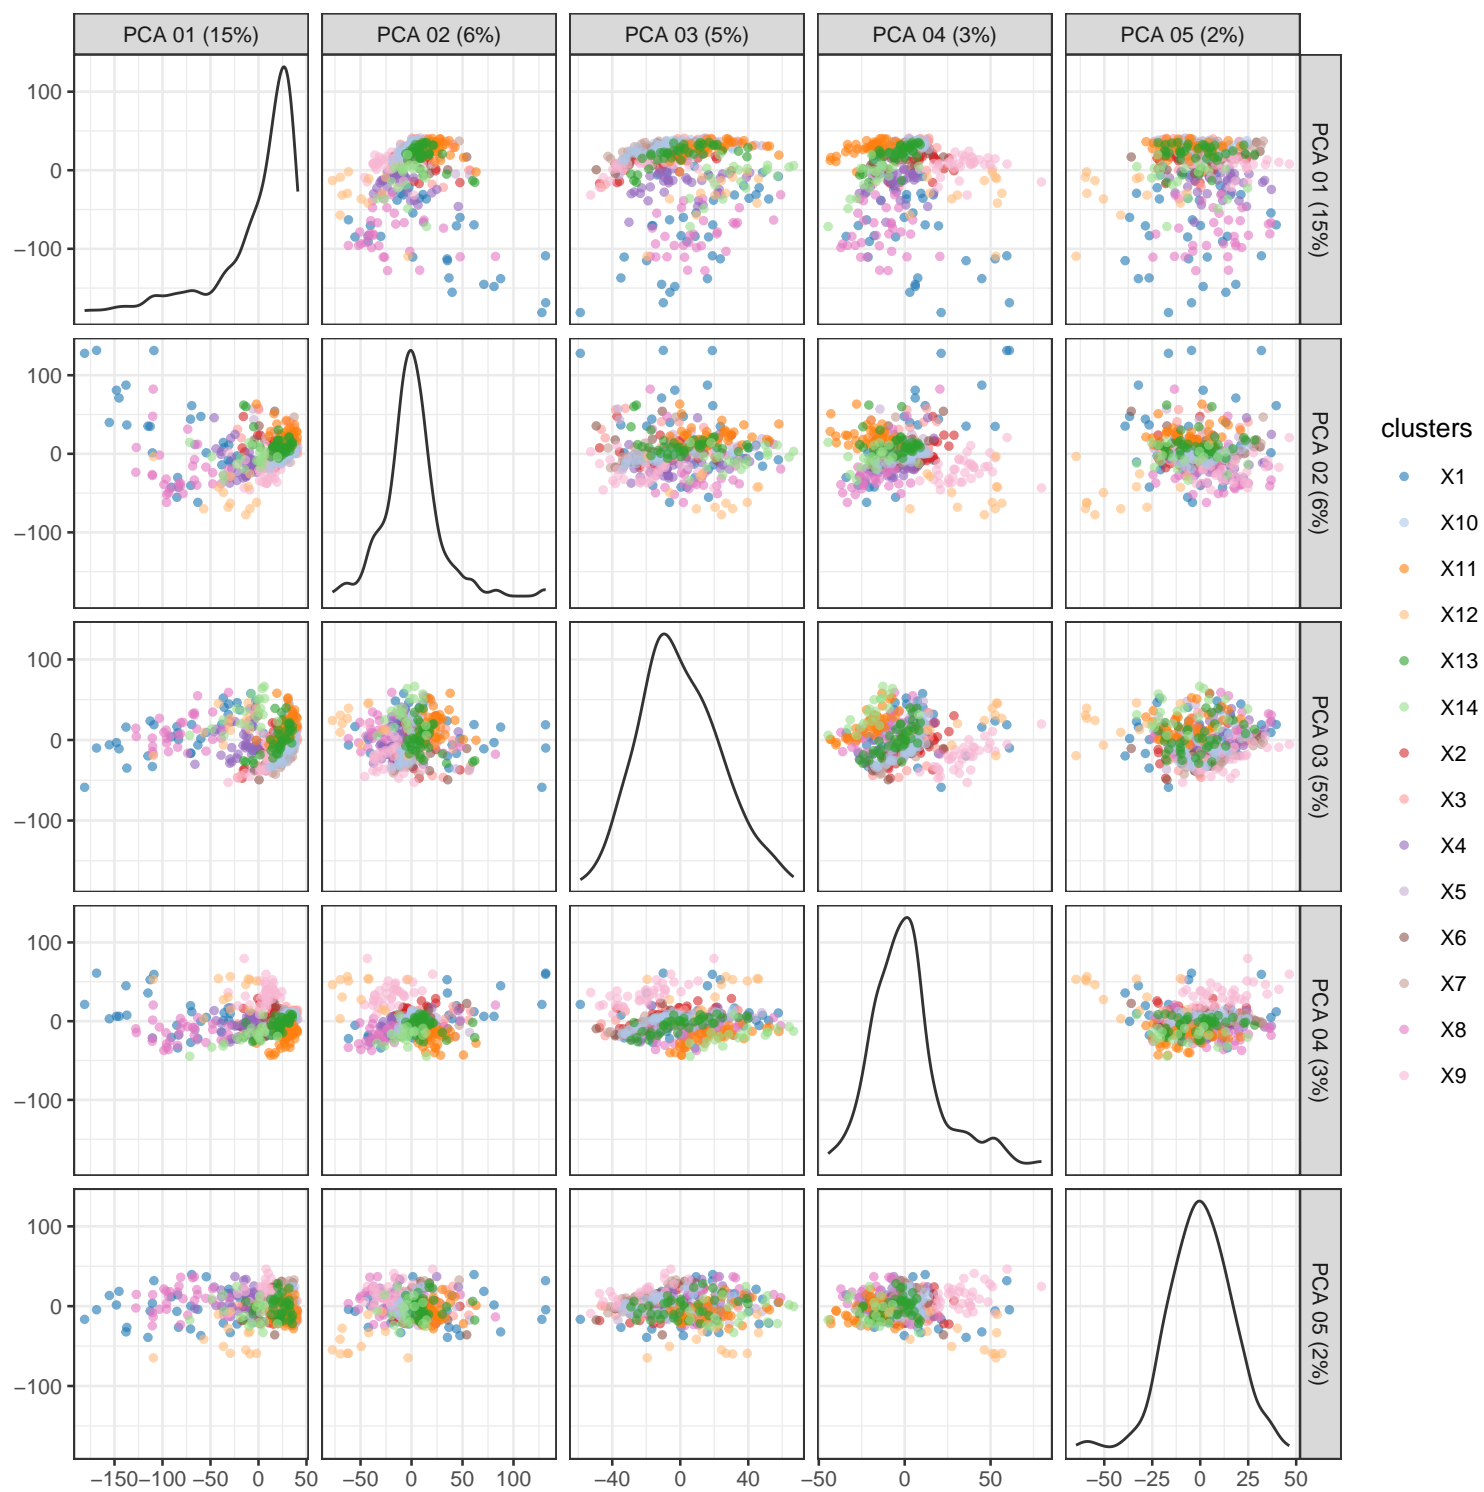 PCA 01 (15%)
PCA 02 (6%)
PCA 03 (5%)
PCA 04 (3%)
PCA 05 (2%)
100
0
−100
PCA 01 (15%)
100
0
−100
PCA 02 (6%)
100
0
−100
PCA 03 (5%)
100
0
−100
PCA 04 (3%)
100
0
−100
PCA 05 (2%)
−150 −100 −50 0 50
−50 0 50 100
−40 0 40
−50 0 50
−50 −25 0 25 50
clusters
X1
X10
X11
X12
X13
X14
X2
X3
X4
X5
X6
X7
X8
X9